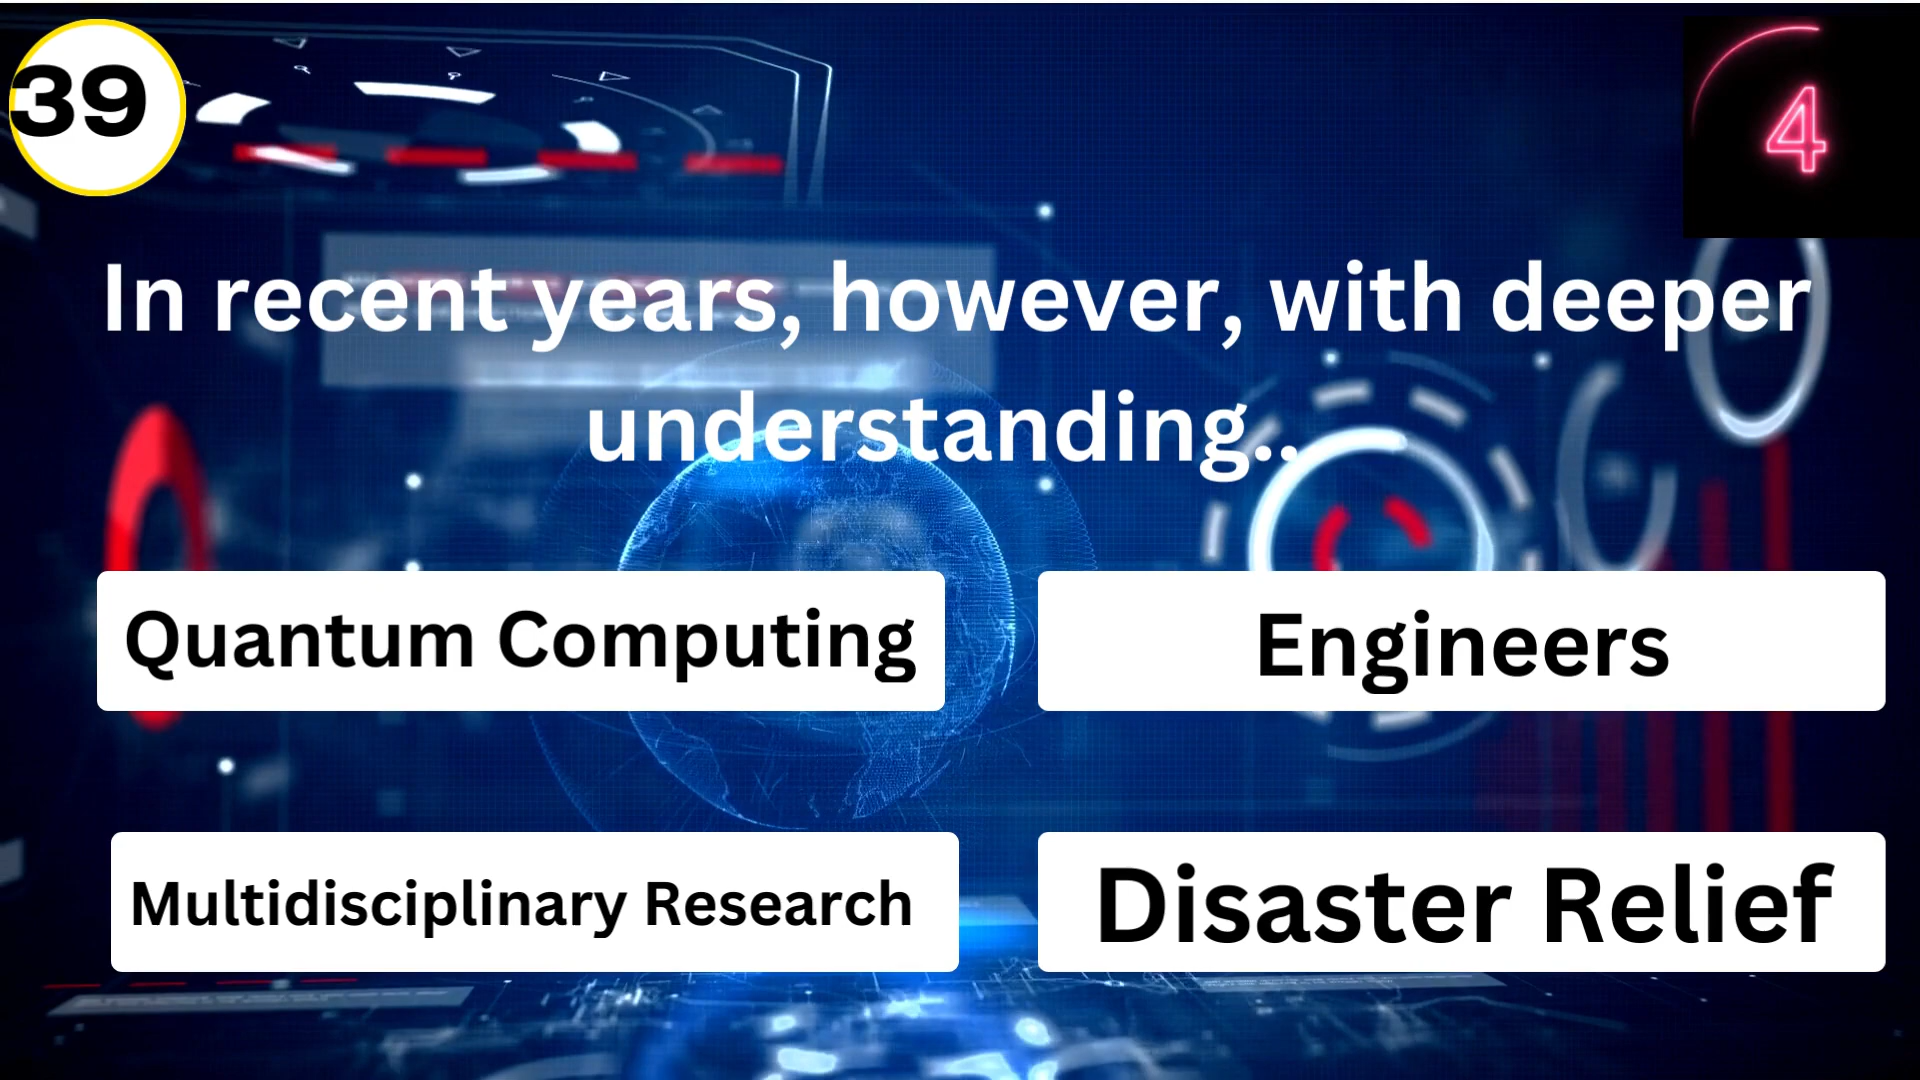 39
4
In recent years, however, with deeper
understanding..
Quantum Computing
Engineers
Multidisciplinary Research
Disaster Relief